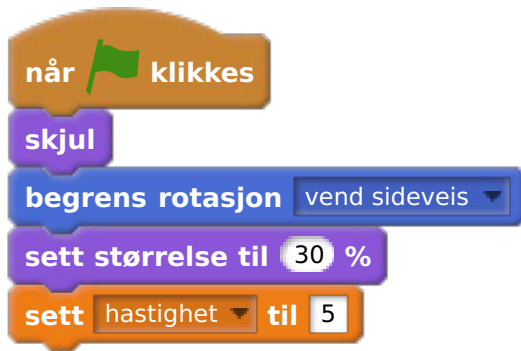 når klikkes
skjul
begrens rotasjon vend sideveis
sett størrelse til 30 %
sett hastighet til 5